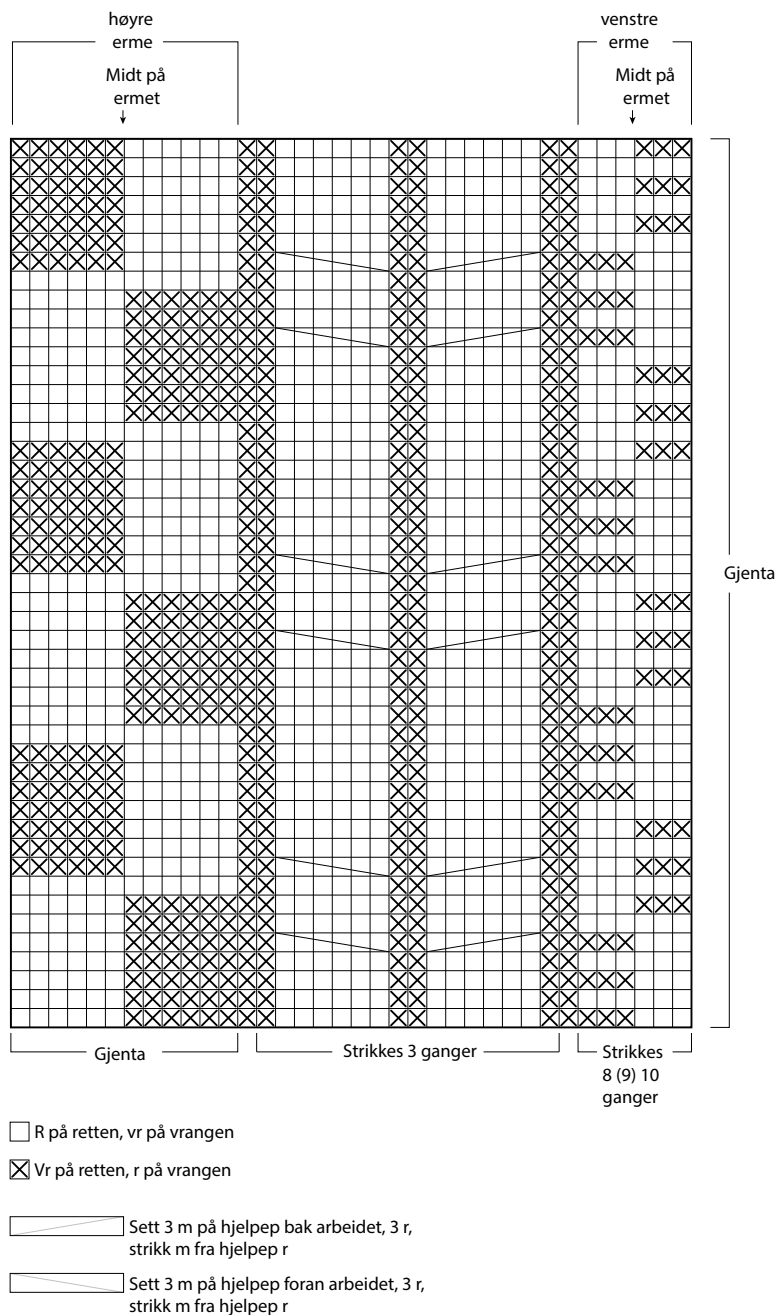 høyre
erme
Midt på
ermet
venstre
erme
Midt på
ermet
Gjenta
Gjenta
Strikkes 3 ganger
Strikkes
8 (9) 10
ganger
R på retten, vr på vrangen
Vr på retten, r på vrangen
Sett 3 m på hjelpep bak arbeidet, 3 r,
strikk m fra hjelpep r
Sett 3 m på hjelpep foran arbeidet, 3 r,
strikk m fra hjelpep r